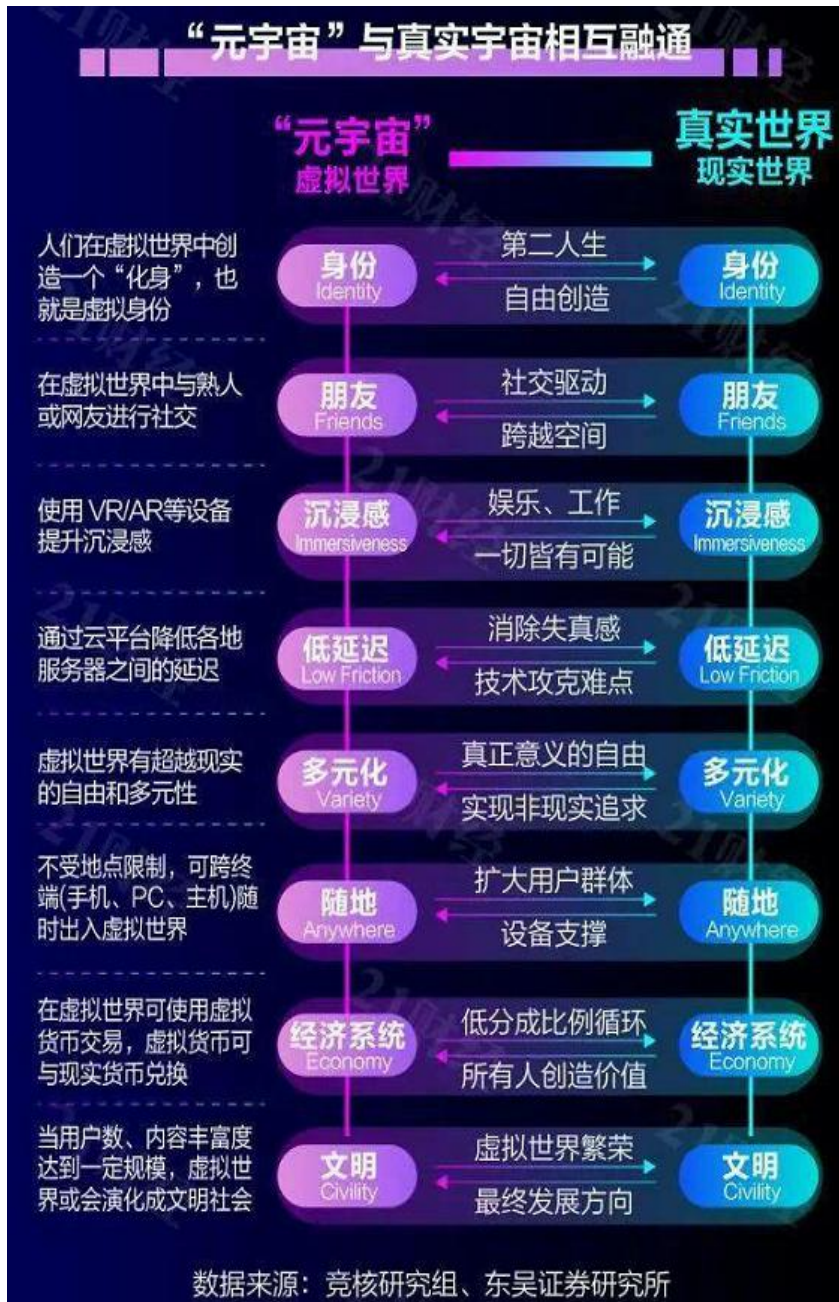 “元宇宙”与真实宇宙相互融通
“元宇宙”
虚拟世界
真实世界
现实世界
人们在虚拟世界中创
造一个“化身”，也
就是虚拟身份
身份
Identity
第二人生
自由创造
身份
Identity
在虚拟世界中与熟人
或网友进行社交
朋友
Friends
社交驱动
跨越空间
朋友
Friends
使用 VR/AR等设备
提升沉浸感
沉浸感
Immersiveness
娱乐、工作
一切皆有可能
沉浸感
Immersiveness
通过云平台降低各地
服务器之间的延迟
低延迟
Low Friction
消除失真感
技术攻克难点
低延迟
Low Friction
虚拟世界有超越现实
的自由和多元性
多元化
Variety
真正意义的自由
实现非现实追求
多元化
Variety
不受地点限制，可跨终
端(手机、PC、主机)随
时出入虚拟世界
随地
Anywhere
扩大用户群体
设备支撑
随地
Anywhere
在虚拟世界可使用虚拟
货币交易，虚拟货币可
与现实货币兑换
经济系统
Economy
低分成比例循环
所有人创造价值
经济系统
Economy
当用户数、内容丰富度
达到一定规模，虚拟世
界或会演化成文明社会
文明
Civility
虚拟世界繁荣
最终发展方向
文明
Civility
数据来源：竞核研究组、东吴证券研究所
21财经